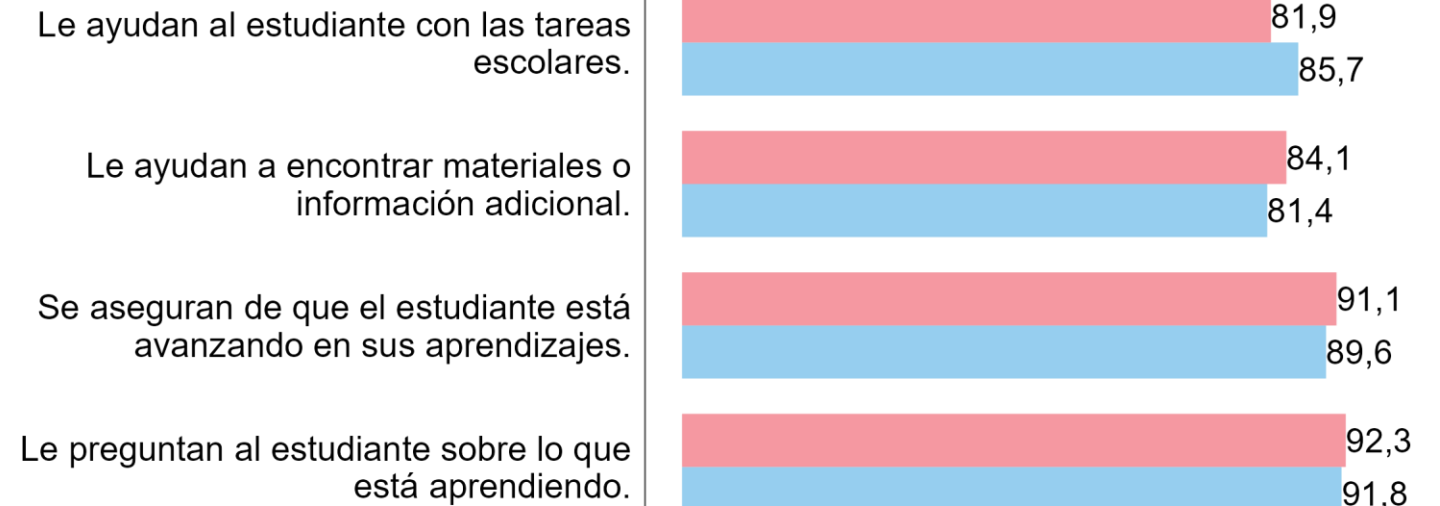 Le ayudan al estudiante con las tareas
escolares.
81,9
85,7
Le ayudan a encontrar materiales o
información adicional.
84,1
81,4
Se aseguran de que el estudiante está
avanzando en sus aprendizajes.
91,1
89,6
Le preguntan al estudiante sobre lo que
está aprendiendo.
92,3
91,8